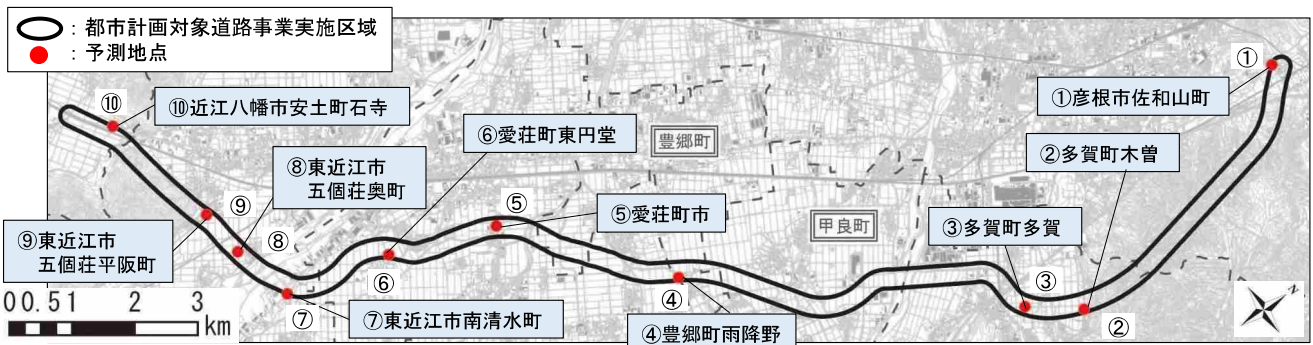 ：都市計画対象道路事業実施区域
：予測地点
①
①彦根市佐和山町
⑩
⑩近江八幡市安土町石寺
⑥愛荘町東円堂
豊郷町
②多賀町木曽
⑧東近江市
五個荘奥町
⑨
⑤
⑤愛荘町市
③多賀町多賀
甲良町
⑨東近江市
五個荘平阪町
⑧
⑥
④
③
②
⑦
⑦東近江市南清水町
④豊郷町雨降野
0 0.5 1 2 3
km
N